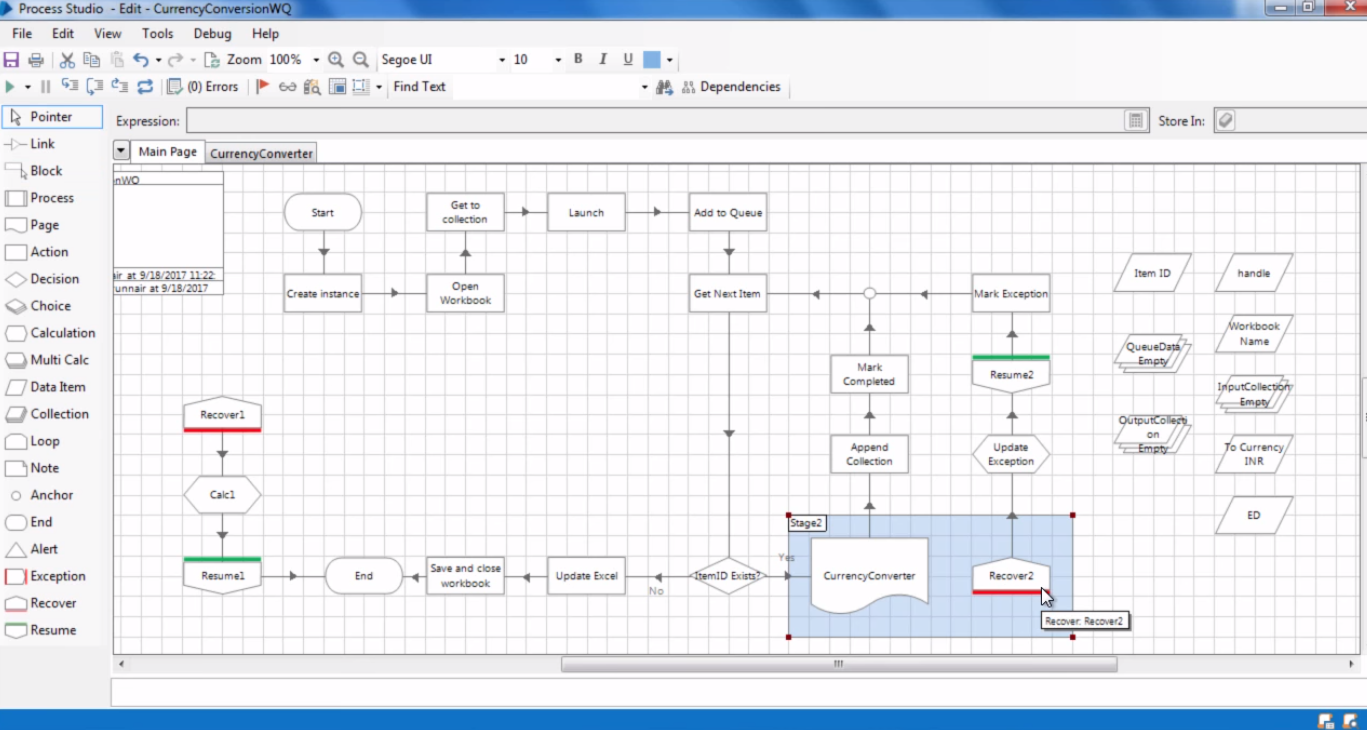 Process Studio - Edit - CurrencyConversionWQ
File Edit View Tools Debug Help
Zoom 100% Segoe UI 10 B I U
(0) Errors Find Text Dependencies
Pointer
Link
Block
Process
Page
Action
Decision
Choice
Calculation
Multi Calc
Data Item
Collection
Loop
Note
Anchor
End
Alert
Exception
Recover
Resume
Expression: Store In:
Main Page CurrencyConverter
nWQ
air at 9/18/2017 11:22:
unnair at 9/18/2017
Start
Get to
collection
Launch
Add to Queue
Create instance
Open
Workbook
Get Next Item
Mark Exception
Item ID
handle
Workbook
Name
QueueData
Empty
Mark
Completed
Resume2
InputCollection
Empty
Recover1
OutputCollecti
on
Empty
Append
Collection
Update
Exception
To Currency
INR
Calc1
ED
Stage2
Yes
Resume1
End
Save and close
workbook
Update Excel
No
ItemID Exists?
CurrencyConverter
Recover2
Recover: Recover2